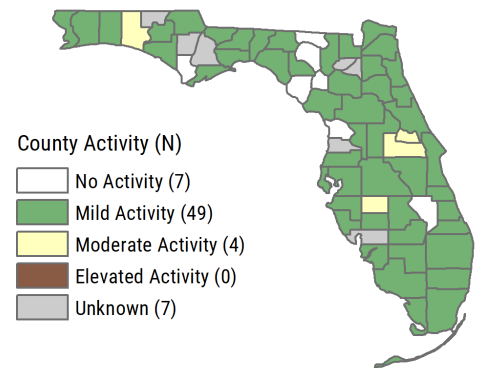 County Activity (N)
No Activity (7)
Mild Activity (49)
Moderate Activity (4)
Elevated Activity (0)
Unknown (7)